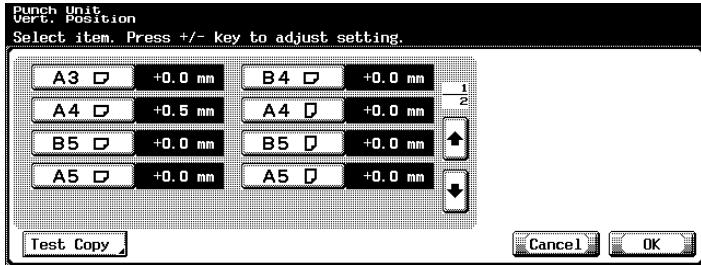 Punch Unit
Vert. Position
Select item. Press +/- key to adjust setting.
A3 +0.0 mm B4 +0.0 mm
A4 +0.5 mm A4 +0.0 mm
B5 +0.0 mm B5 +0.0 mm
A5 +0.0 mm A5 +0.0 mm
1
2
Test Copy Cancel OK